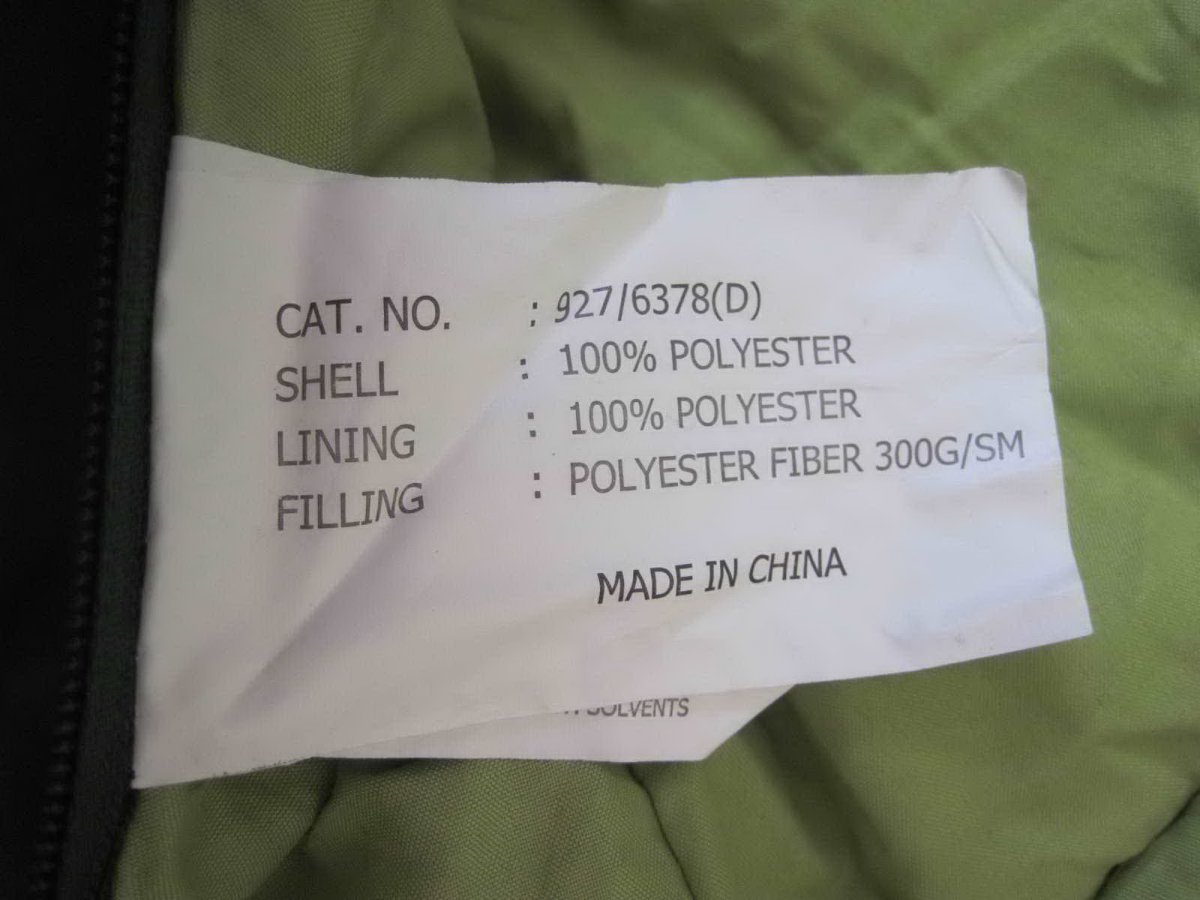 CAT. NO. : 927/6378(D)
SHELL : 100% POLYESTER
LINING : 100% POLYESTER
FILLING : POLYESTER FIBER 300G/SM
MADE IN CHINA
SOLVENTS